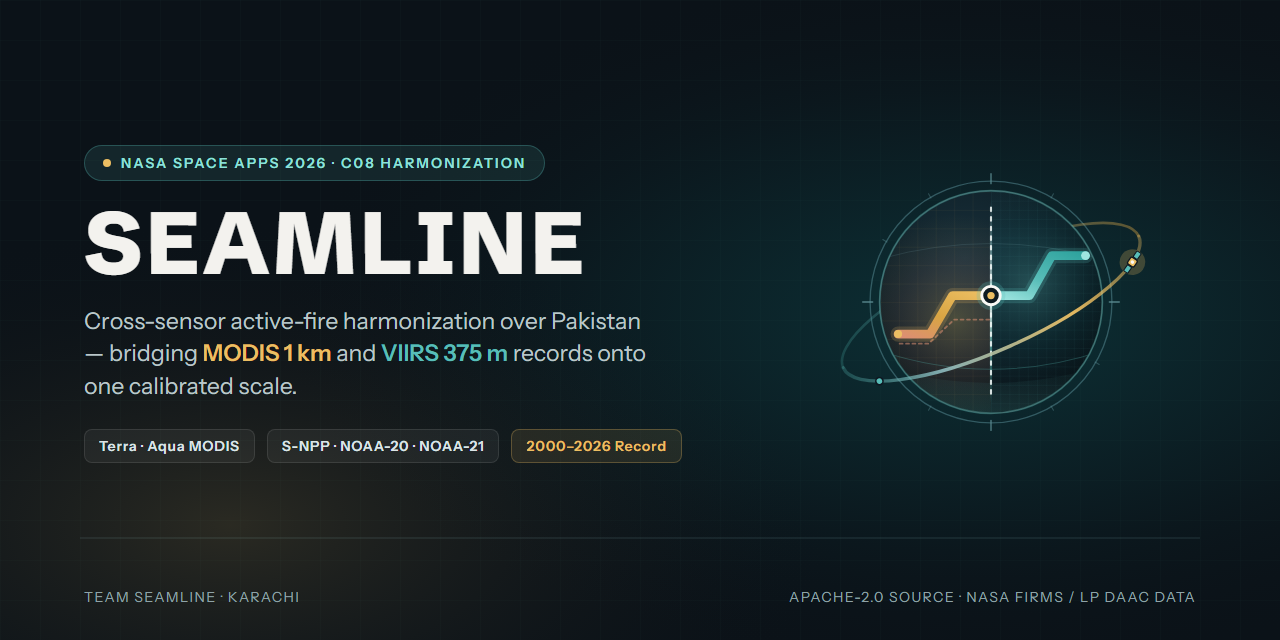 NASA SPACE APPS 2026 · C08 HARMONIZATION
SEAMLINE
Cross-sensor active-fire harmonization over Pakistan
— bridging MODIS 1 km and VIIRS 375 m records onto
one calibrated scale.
Terra · Aqua MODIS
S-NPP · NOAA-20 · NOAA-21
2000–2026 Record
TEAM SEAMLINE · KARACHI
APACHE-2.0 SOURCE · NASA FIRMS / LP DAAC DATA